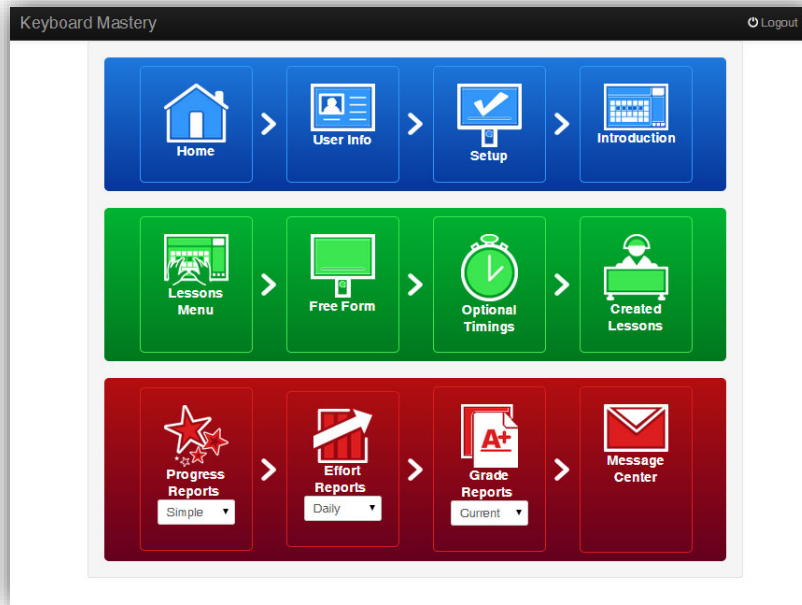 Keyboard Mastery
Logout
Home
User Info
Setup
Introduction
Lessons
Menu
Free Form
Optional
Timings
Created
Lessons
Progress
Reports
Simple
Effort
Reports
Daily
A+
Grade
Reports
Current
Message
Center